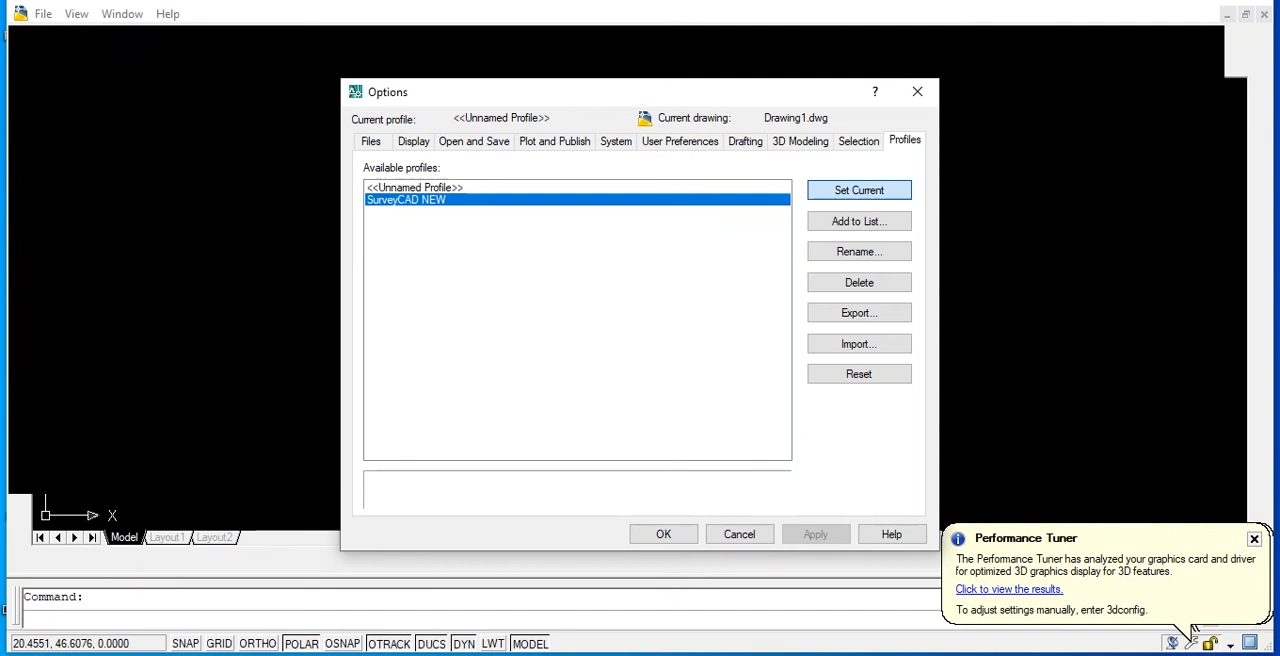 File View Window Help
Options
Current profile: <<Unnamed Profile>> Current drawing: Drawing1.dwg
Files Display Open and Save Plot and Publish System User Preferences Drafting 3D Modeling Selection Profiles
Available profiles:
<<Unnamed Profile>>
SurveyCAD NEW
Set Current
Add to List...
Rename...
Delete
Export...
Import...
Reset
OK Cancel Apply Help
X
Model Layout1 Layout2
Performance Tuner
The Performance Tuner has analyzed your graphics card and driver
for optimized 3D graphics display for 3D features.
Click to view the results.
To adjust settings manually, enter 3dconfig.
Command:
20.4551, 46.6076, 0.0000 SNAP GRID ORTHO POLAR OSNAP OTRACK DUCS DYN LWT MODEL